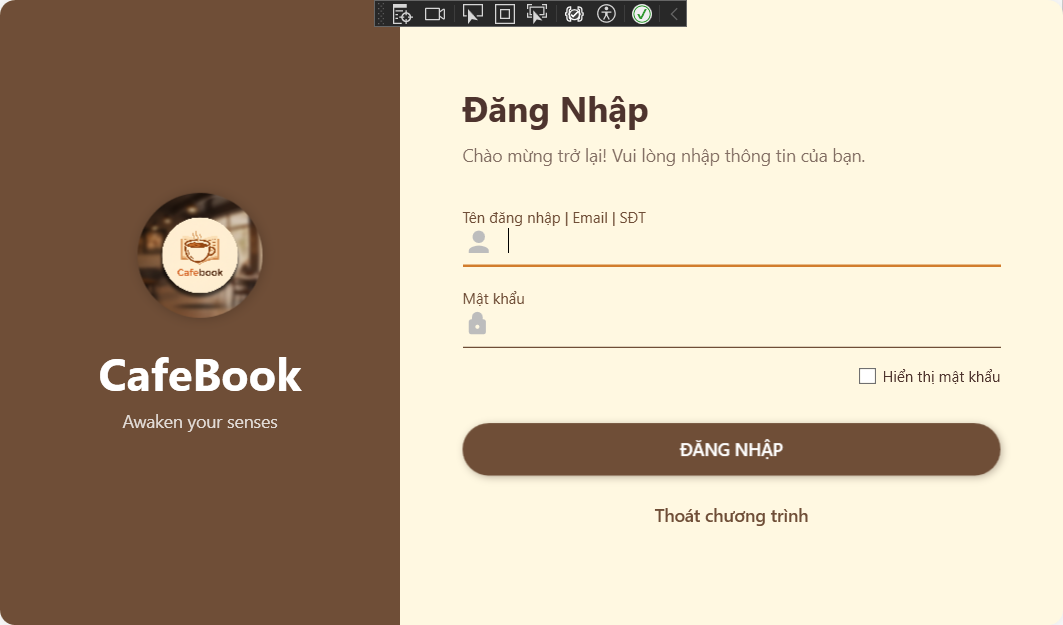 Cafebook
CafeBook
Awaken your senses
Đăng Nhập
Chào mừng trở lại! Vui lòng nhập thông tin của bạn.
Tên đăng nhập | Email | SĐT
Mật khẩu
Hiển thị mật khẩu
ĐĂNG NHẬP
Thoát chương trình